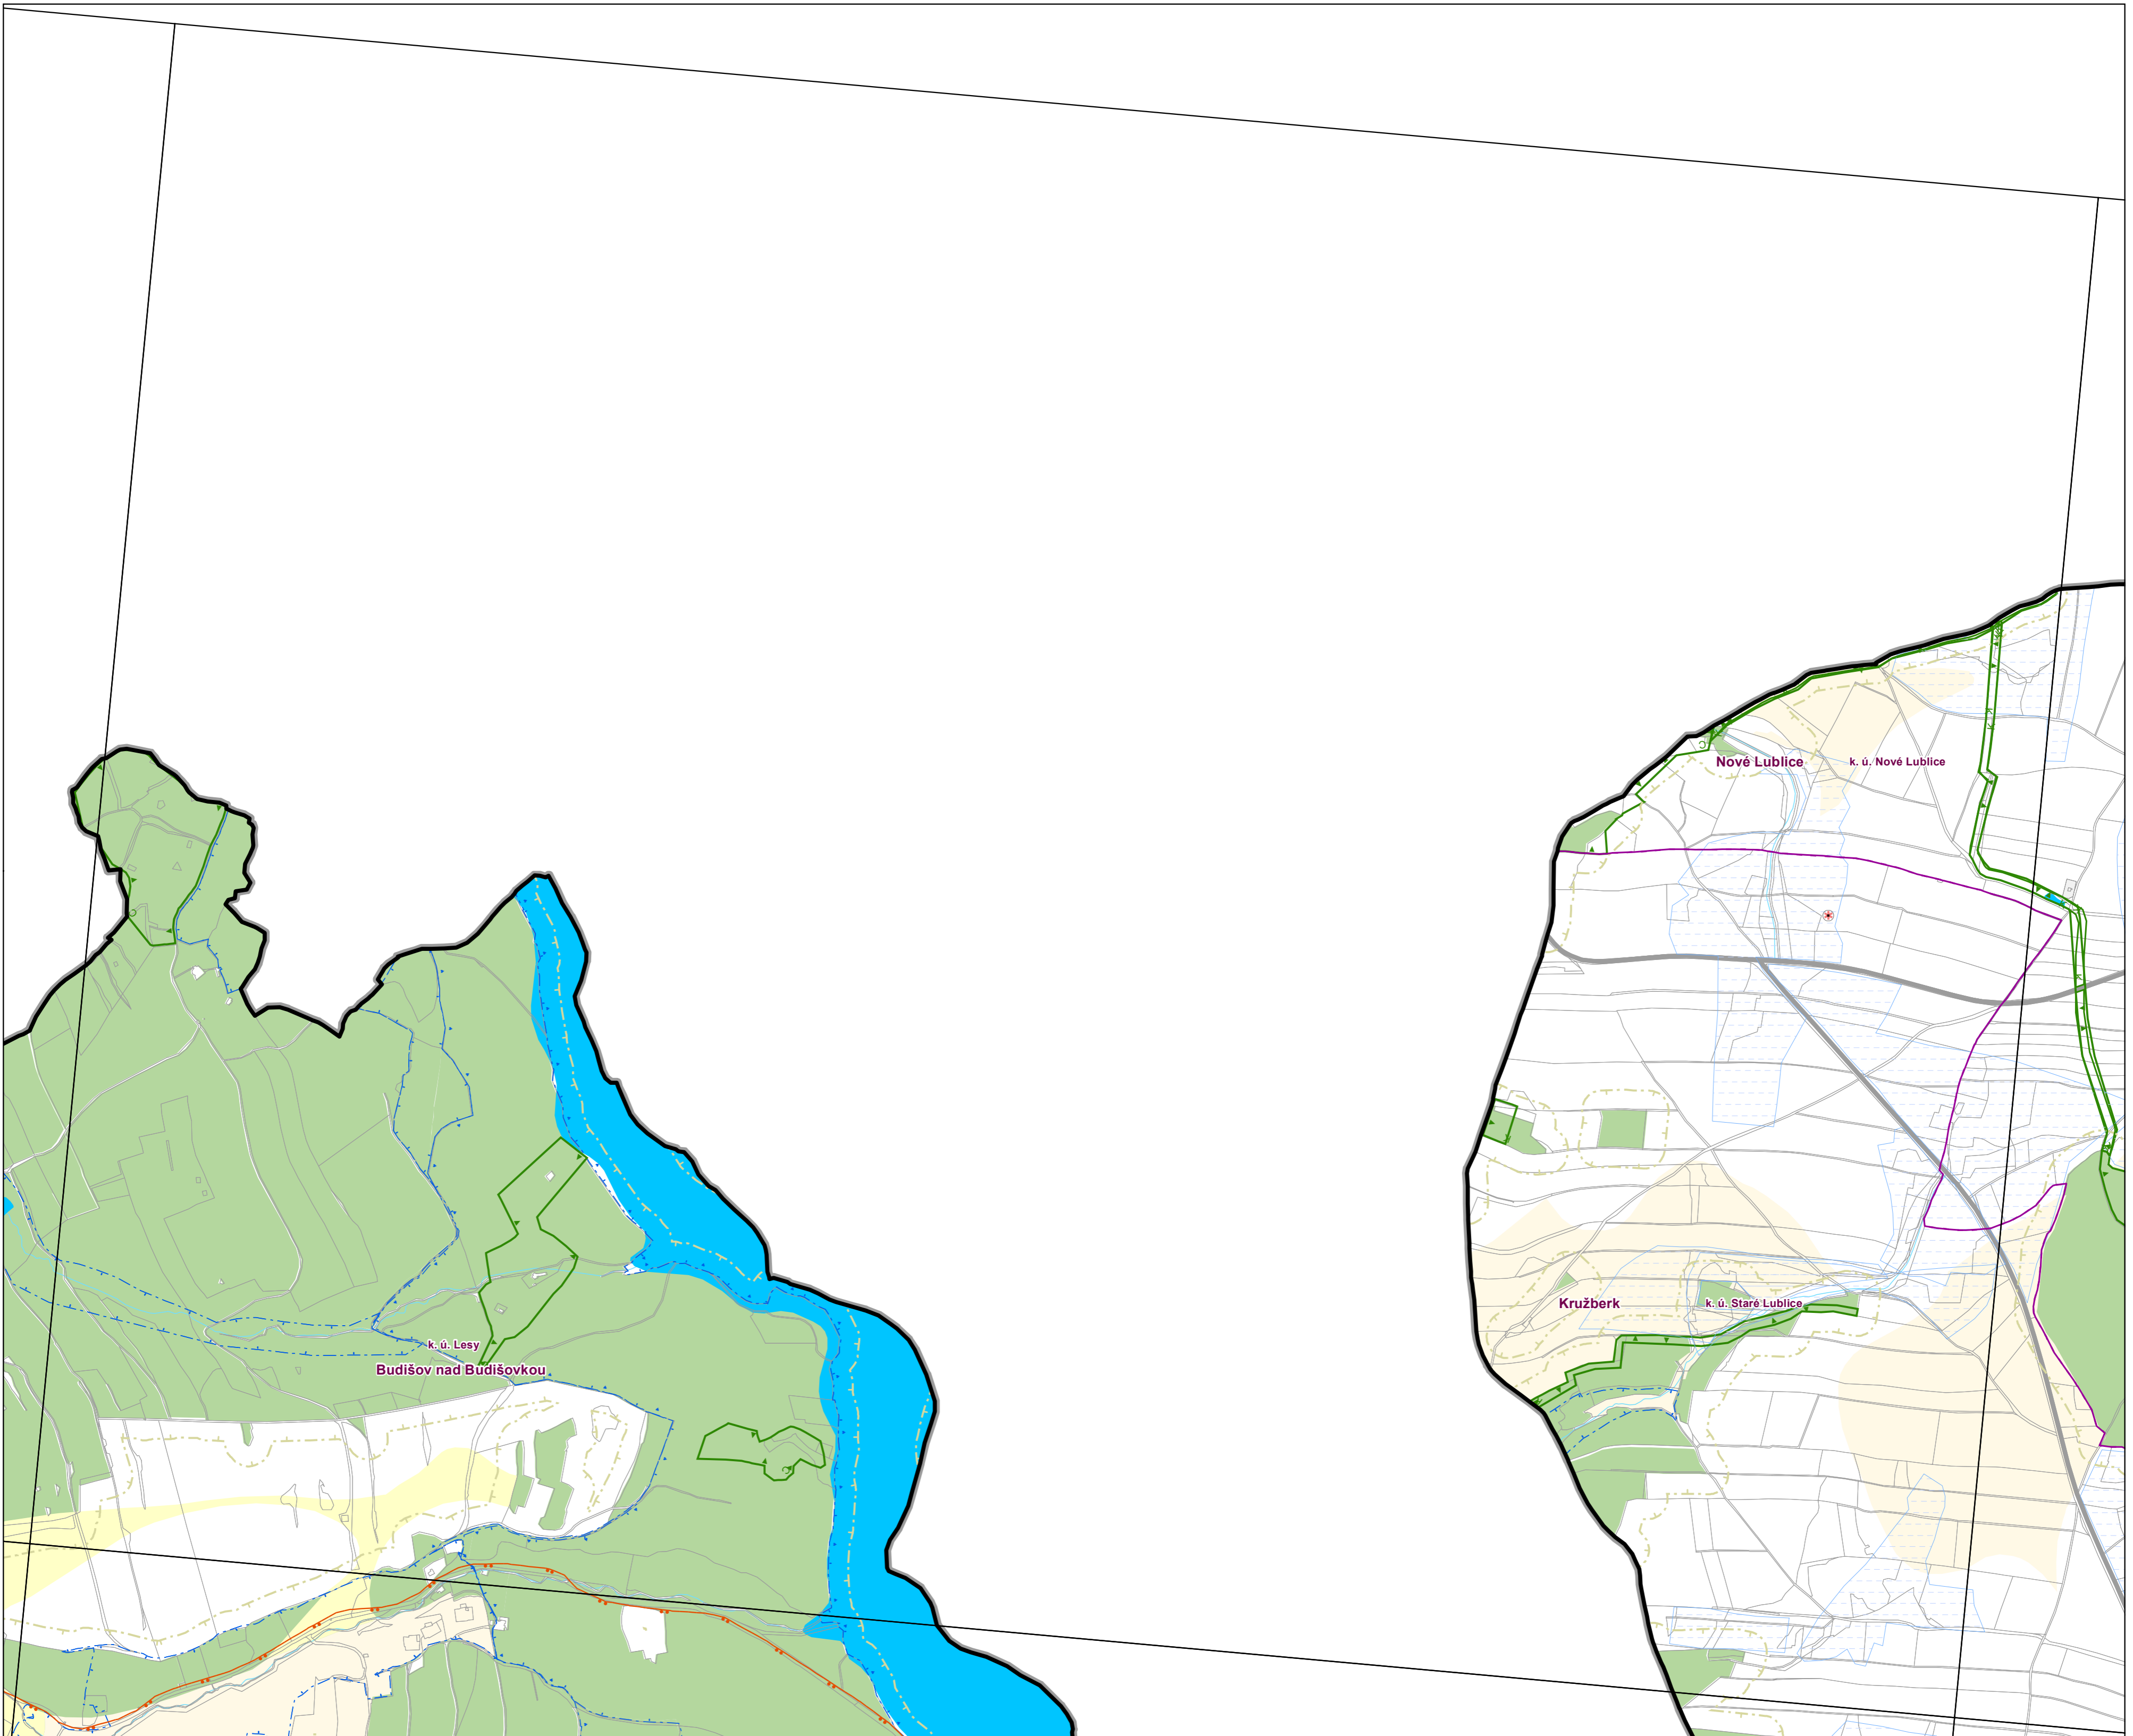 Nové Lublice
k. ú. Nové Lublice
Kružberk
k. ú. Staré Lublice
k. ú. Lesy
Budišov nad Budišovkou